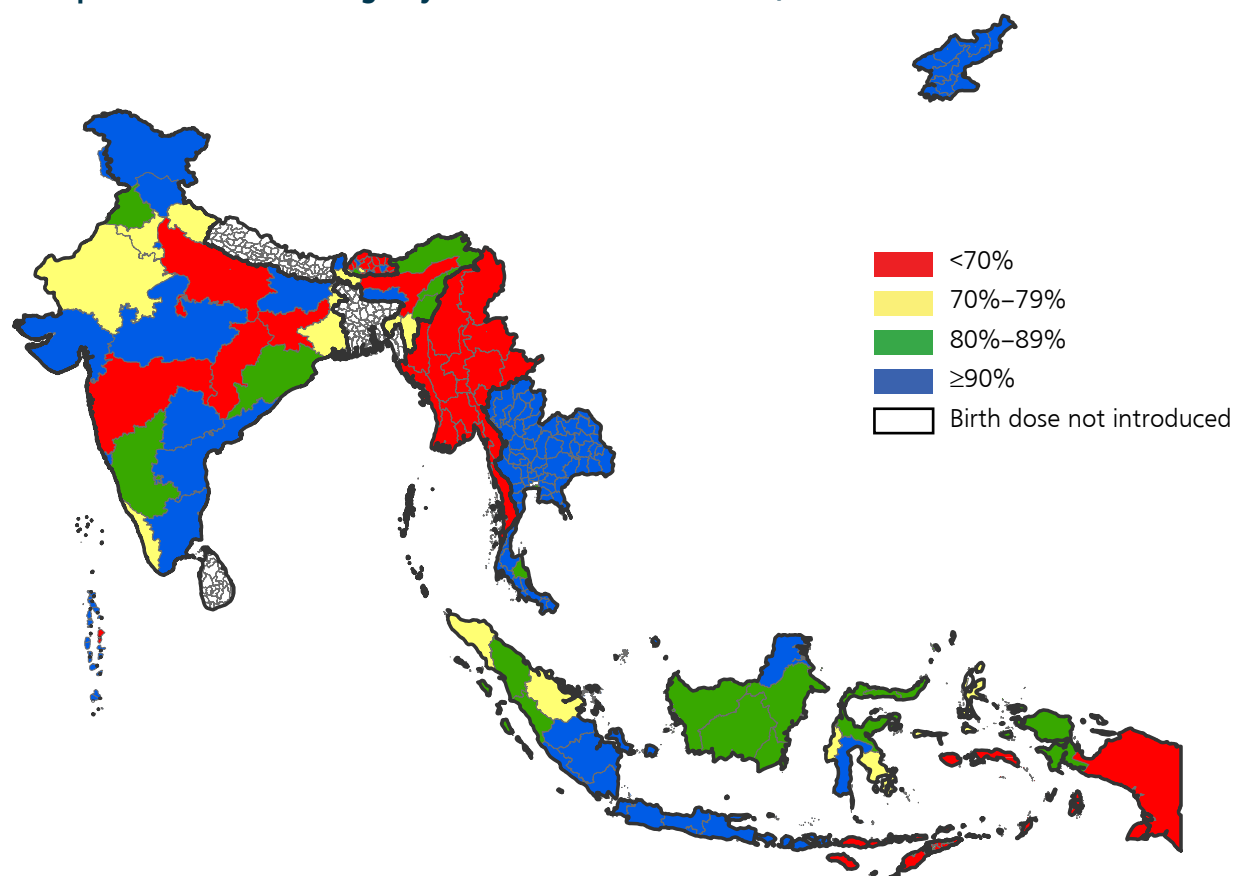 <70%
70%–79%
80%–89%
≥90%
Birth dose not introduced